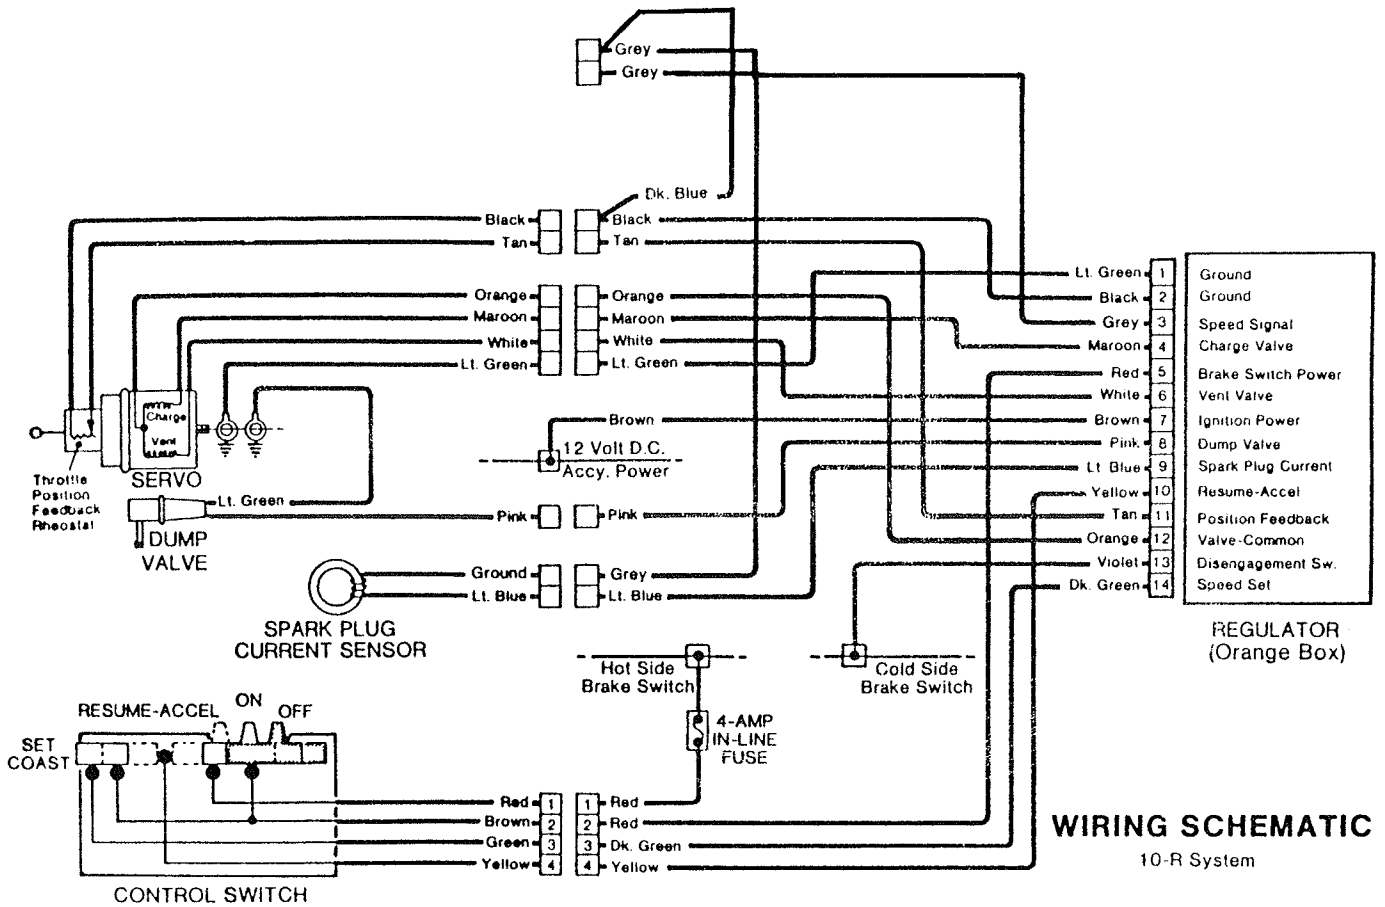 Grey
Grey
Dk. Blue
Black
Tan
Black
Tan
Orange
Maroon
White
Lt. Green
Orange
Maroon
White
Lt. Green
Charge
Vent
SERVO
Throttle
Position
Feedback
Rheostat
Lt. Green
DUMP
VALVE
Brown
12 Volt D.C.
Accy. Power
Pink
Pink
Ground
Lt. Blue
Grey
Lt. Blue
SPARK PLUG
CURRENT SENSOR
Hot Side
Brake Switch
Cold Side
Brake Switch
4-AMP
IN-LINE
FUSE
Lt. Green 1 Ground
Black 2 Ground
Grey 3 Speed Signal
Maroon 4 Charge Valve
Red 5 Brake Switch Power
White 6 Vent Valve
Brown 7 Ignition Power
Pink 8 Dump Valve
Lt Blue 9 Spark Plug Current
Yellow 10 Resume-Accel
Tan 11 Position Feedback
Orange 12 Valve-Common
Violet 13 Disengagement Sw.
Dk. Green 14 Speed Set
REGULATOR
(Orange Box)
RESUME-ACCEL
ON
OFF
SET
COAST
Red 1
Brown 2
Green 3
Yellow 4
1 Red
2 Red
3 Dk. Green
4 Yellow
CONTROL SWITCH
WIRING SCHEMATIC
10-R System